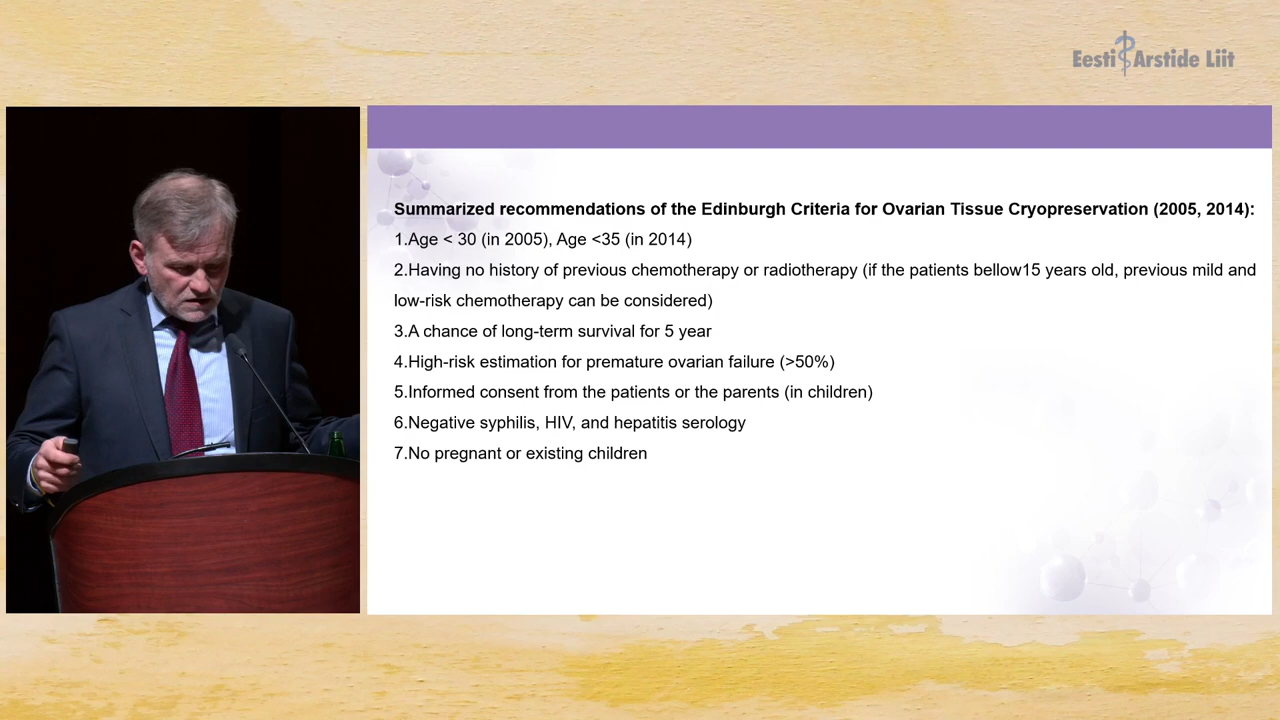 Eesti Arstide Liit
Summarized recommendations of the Edinburgh Criteria for Ovarian Tissue Cryopreservation (2005, 2014):
1.Age < 30 (in 2005), Age <35 (in 2014)
2.Having no history of previous chemotherapy or radiotherapy (if the patients bellow15 years old, previous mild and
low-risk chemotherapy can be considered)
3.A chance of long-term survival for 5 year
4.High-risk estimation for premature ovarian failure (>50%)
5.Informed consent from the patients or the parents (in children)
6.Negative syphilis, HIV, and hepatitis serology
7.No pregnant or existing children